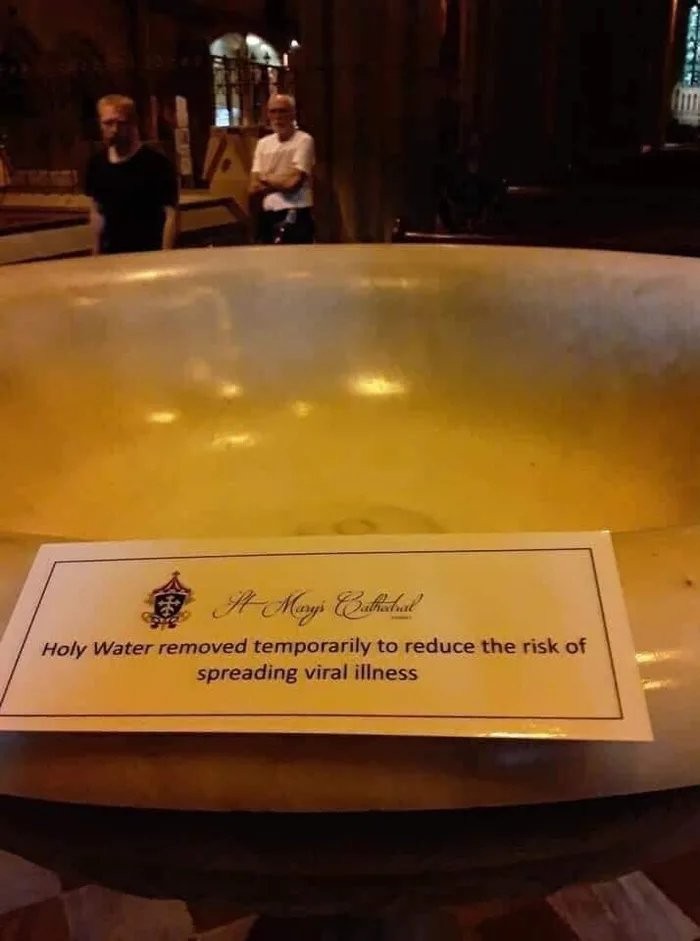 St Mary's Cathedral
Holy Water removed temporarily to reduce the risk of
spreading viral illness